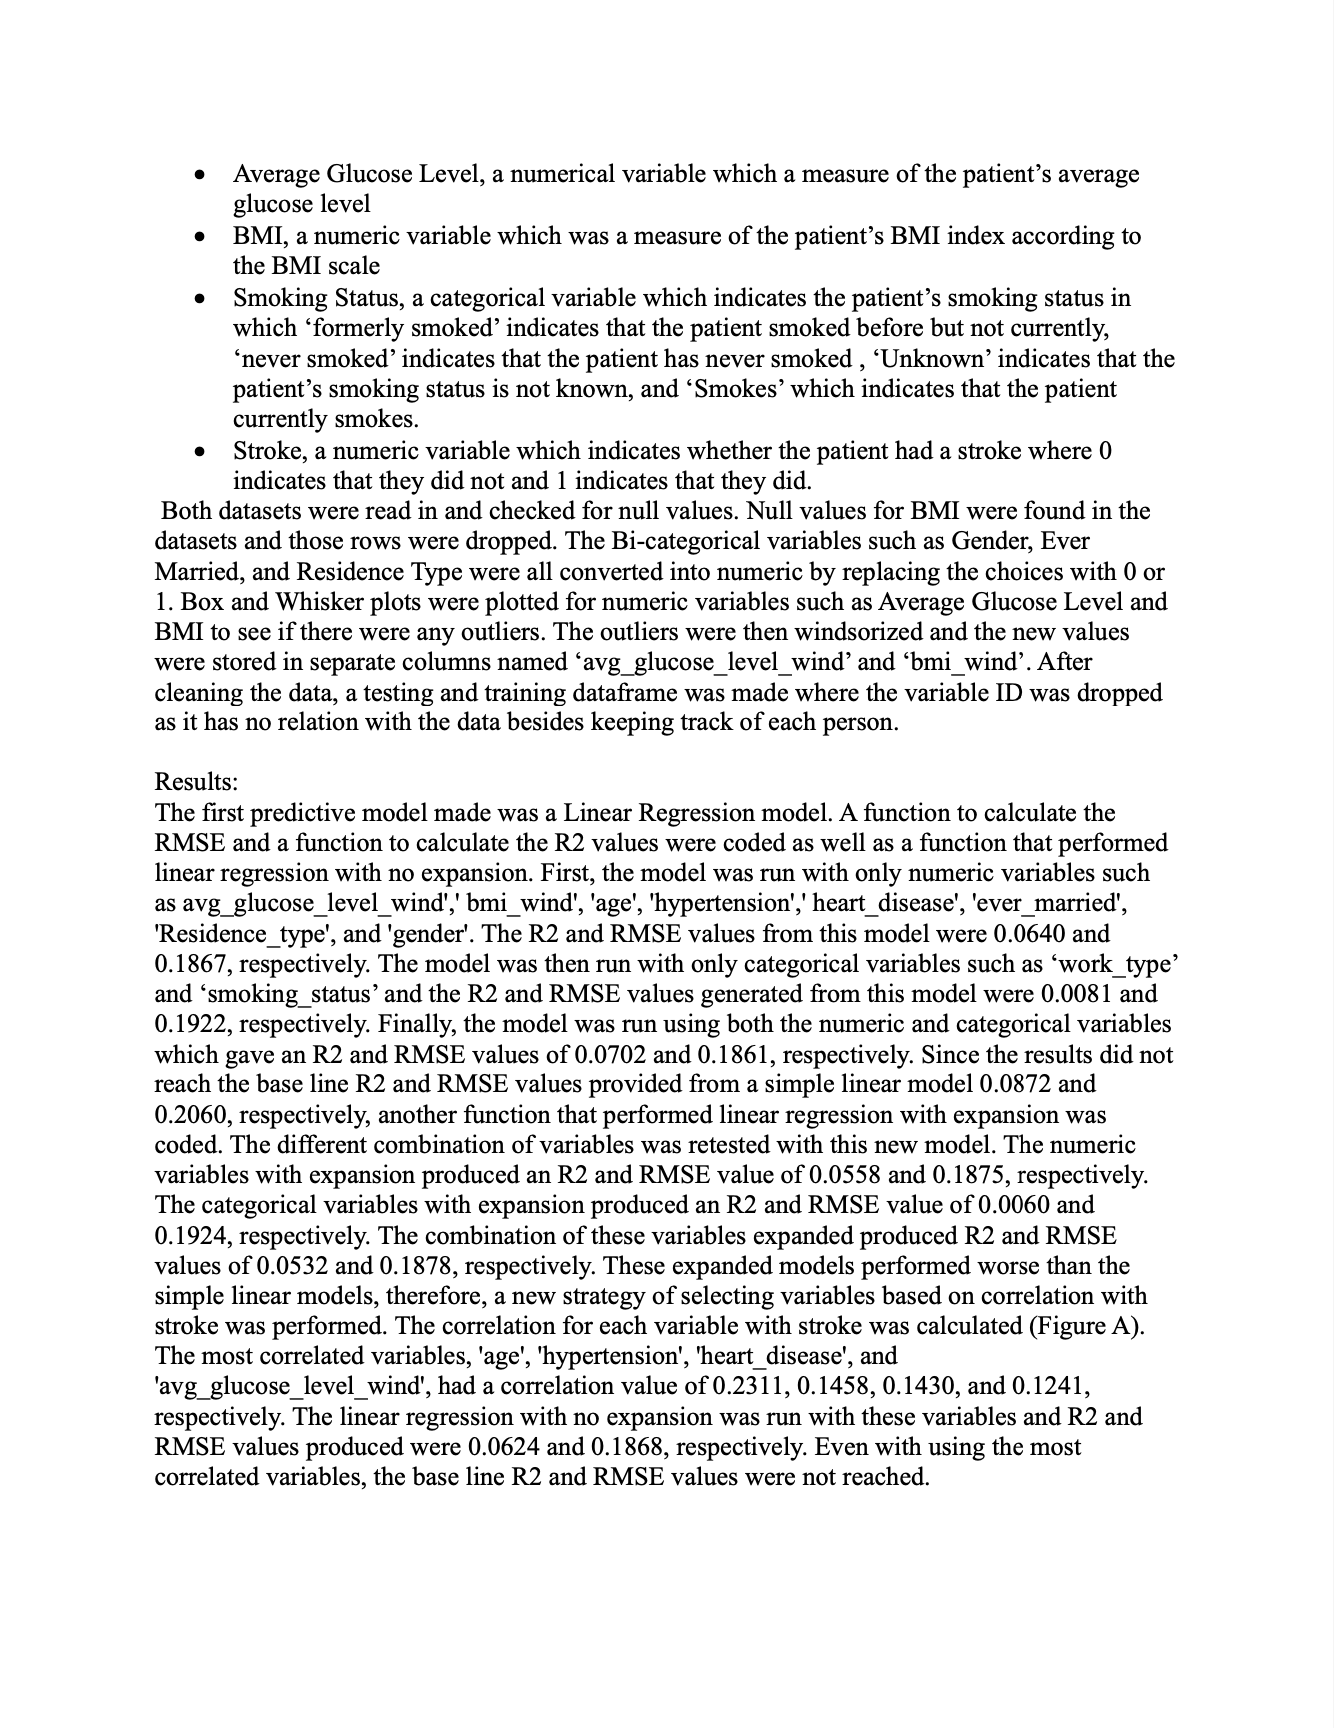 • Average Glucose Level, a numerical variable which a measure of the patient’s average
glucose level
• BMI, a numeric variable which was a measure of the patient’s BMI index according to
the BMI scale
• Smoking Status, a categorical variable which indicates the patient’s smoking status in
which ‘formerly smoked’ indicates that the patient smoked before but not currently,
‘never smoked’ indicates that the patient has never smoked , ‘Unknown’ indicates that the
patient’s smoking status is not known, and ‘Smokes’ which indicates that the patient
currently smokes.
• Stroke, a numeric variable which indicates whether the patient had a stroke where 0
indicates that they did not and 1 indicates that they did.
Both datasets were read in and checked for null values. Null values for BMI were found in the
datasets and those rows were dropped. The Bi-categorical variables such as Gender, Ever
Married, and Residence Type were all converted into numeric by replacing the choices with 0 or
1. Box and Whisker plots were plotted for numeric variables such as Average Glucose Level and
BMI to see if there were any outliers. The outliers were then windsorized and the new values
were stored in separate columns named ‘avg_glucose_level_wind’ and ‘bmi_wind’. After
cleaning the data, a testing and training dataframe was made where the variable ID was dropped
as it has no relation with the data besides keeping track of each person.
Results:
The first predictive model made was a Linear Regression model. A function to calculate the
RMSE and a function to calculate the R2 values were coded as well as a function that performed
linear regression with no expansion. First, the model was run with only numeric variables such
as avg_glucose_level_wind',' bmi_wind', 'age', 'hypertension',' heart_disease', 'ever_married',
'Residence_type', and 'gender'. The R2 and RMSE values from this model were 0.0640 and
0.1867, respectively. The model was then run with only categorical variables such as ‘work_type’
and ‘smoking_status’ and the R2 and RMSE values generated from this model were 0.0081 and
0.1922, respectively. Finally, the model was run using both the numeric and categorical variables
which gave an R2 and RMSE values of 0.0702 and 0.1861, respectively. Since the results did not
reach the base line R2 and RMSE values provided from a simple linear model 0.0872 and
0.2060, respectively, another function that performed linear regression with expansion was
coded. The different combination of variables was retested with this new model. The numeric
variables with expansion produced an R2 and RMSE value of 0.0558 and 0.1875, respectively.
The categorical variables with expansion produced an R2 and RMSE value of 0.0060 and
0.1924, respectively. The combination of these variables expanded produced R2 and RMSE
values of 0.0532 and 0.1878, respectively. These expanded models performed worse than the
simple linear models, therefore, a new strategy of selecting variables based on correlation with
stroke was performed. The correlation for each variable with stroke was calculated (Figure A).
The most correlated variables, 'age', 'hypertension', 'heart_disease', and
'avg_glucose_level_wind', had a correlation value of 0.2311, 0.1458, 0.1430, and 0.1241,
respectively. The linear regression with no expansion was run with these variables and R2 and
RMSE values produced were 0.0624 and 0.1868, respectively. Even with using the most
correlated variables, the base line R2 and RMSE values were not reached.